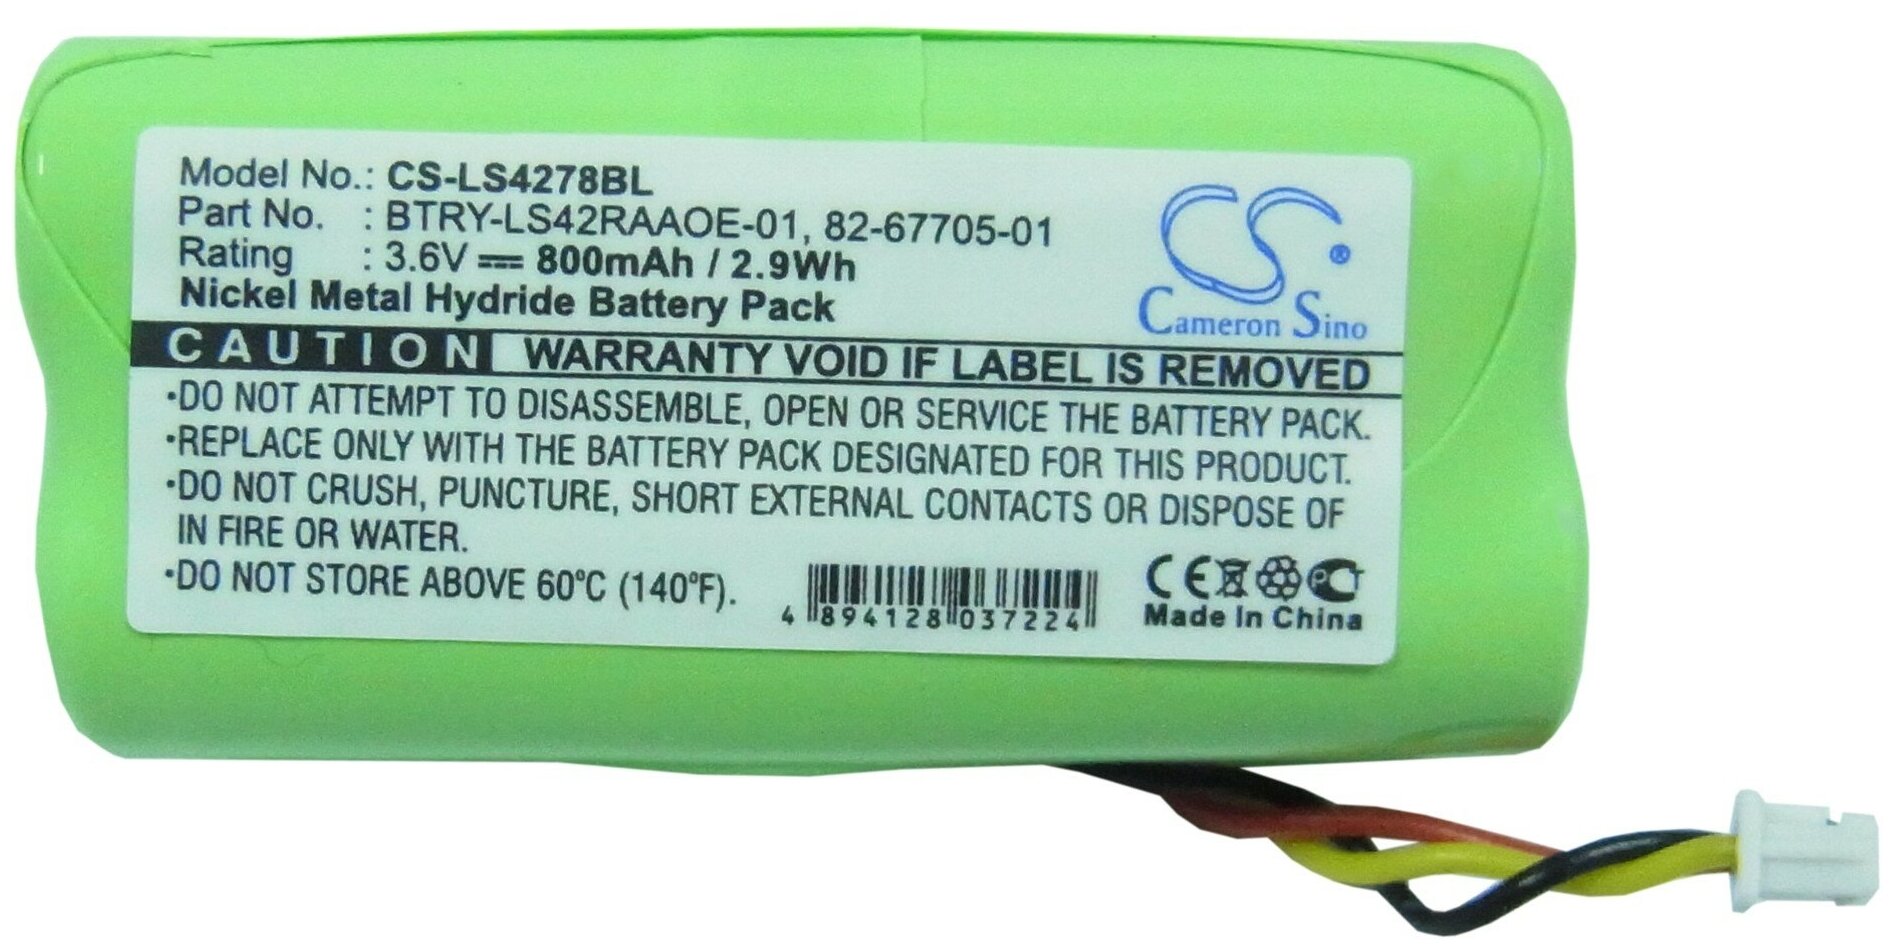 Model No.: CS-LS4278BL
Part No. : BTRY-LS42RAAOE-01, 82-67705-01
Rating : 3.6V 800mAh / 2.9Wh
Nickel Metal Hydride Battery Pack
CS®
Cameron Sino
CAUTION WARRANTY VOID IF LABEL IS REMOVED
•DO NOT ATTEMPT TO DISASSEMBLE, OPEN OR SERVICE THE BATTERY PACK.
•REPLACE ONLY WITH THE BATTERY PACK DESIGNATED FOR THIS PRODUCT.
•DO NOT CRUSH, PUNCTURE, SHORT EXTERNAL CONTACTS OR DISPOSE OF
IN FIRE OR WATER.
•DO NOT STORE ABOVE 60°C (140°F).
4 894128 037224
CE PCT
Made In China